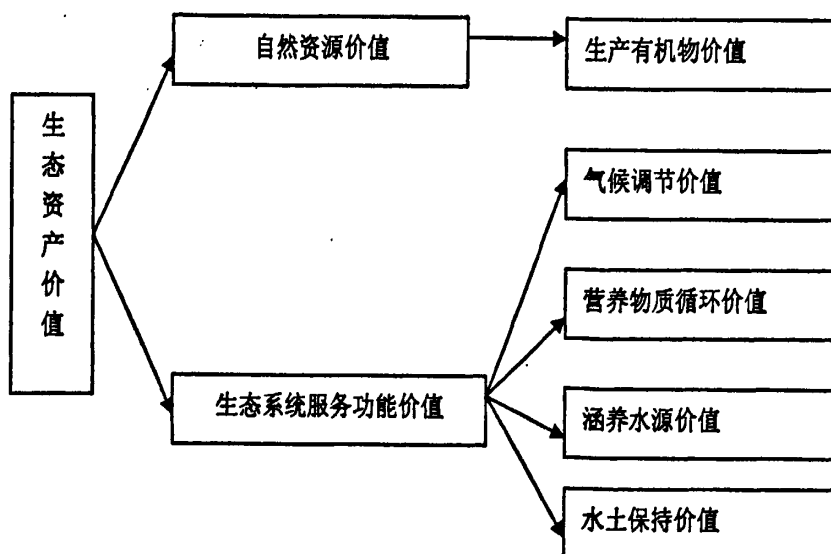 自然资源价值
生产有机物价值
生态资产价值
气候调节价值
营养物质循环价值
生态系统服务功能价值
涵养水源价值
水土保持价值